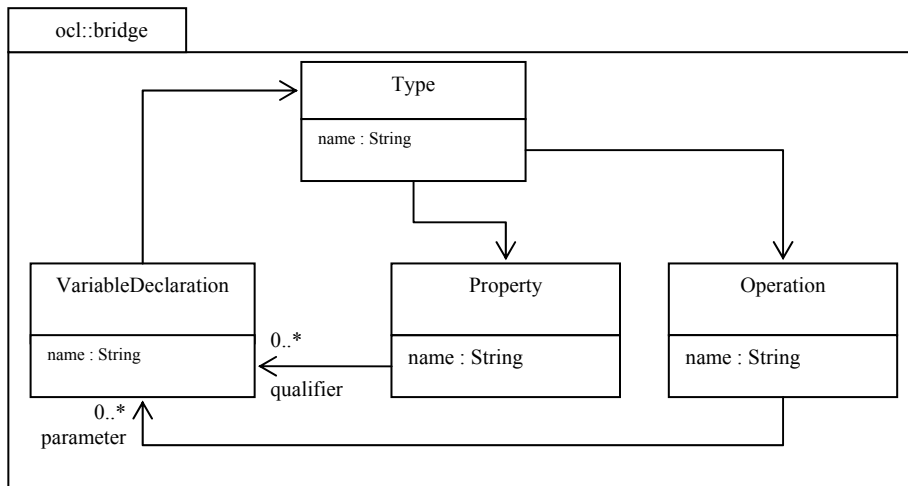 ocl::bridge
Type
name : String
VariableDeclaration
name : String
Property
name : String
Operation
name : String
0..*
qualifier
0..*
parameter